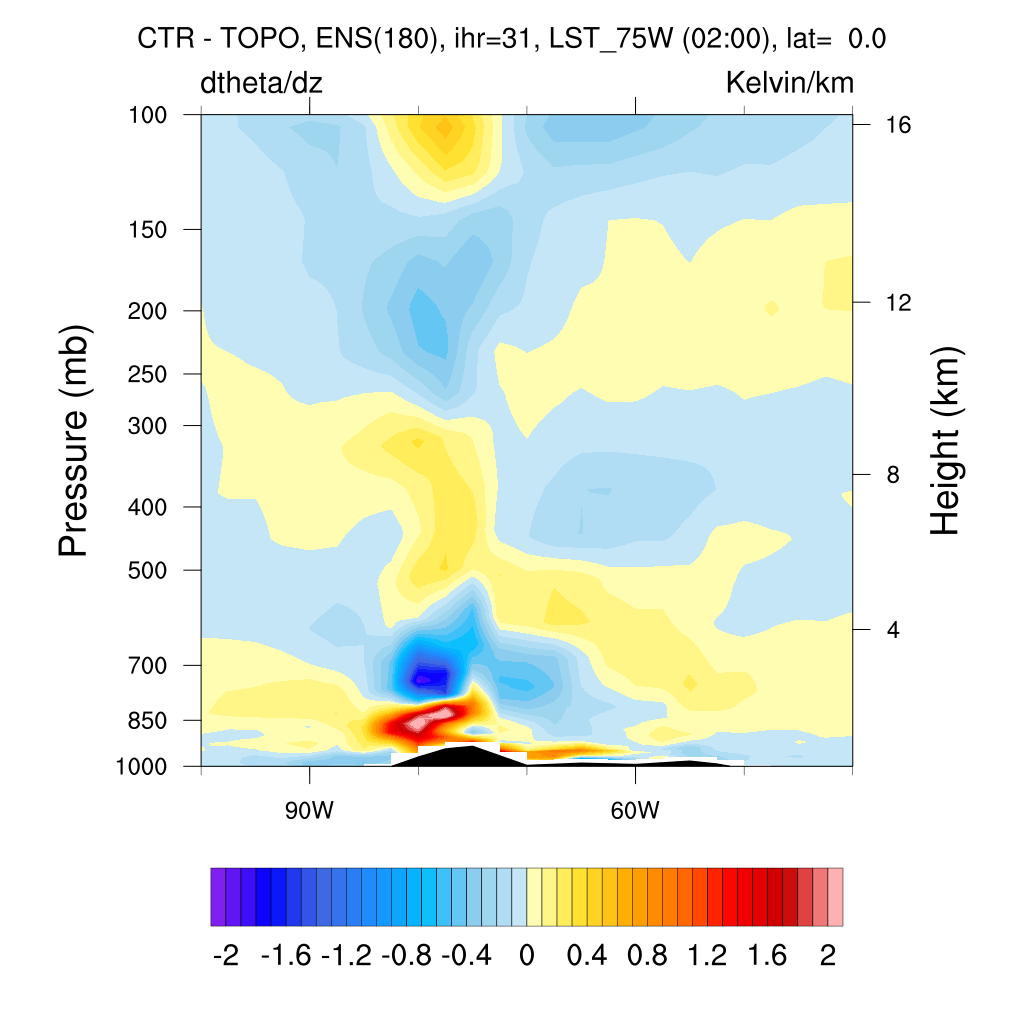 CTR - TOPO, ENS(180), ihr=31, LST_75W (02:00), lat=  0.0
dtheta/dz Kelvin/km
100
150
200
250
300
400
500
700
850
1000
Pressure (mb)
16
12
8
4
Height (km)
90W 60W
-2 -1.6 -1.2 -0.8 -0.4 0 0.4 0.8 1.2 1.6 2